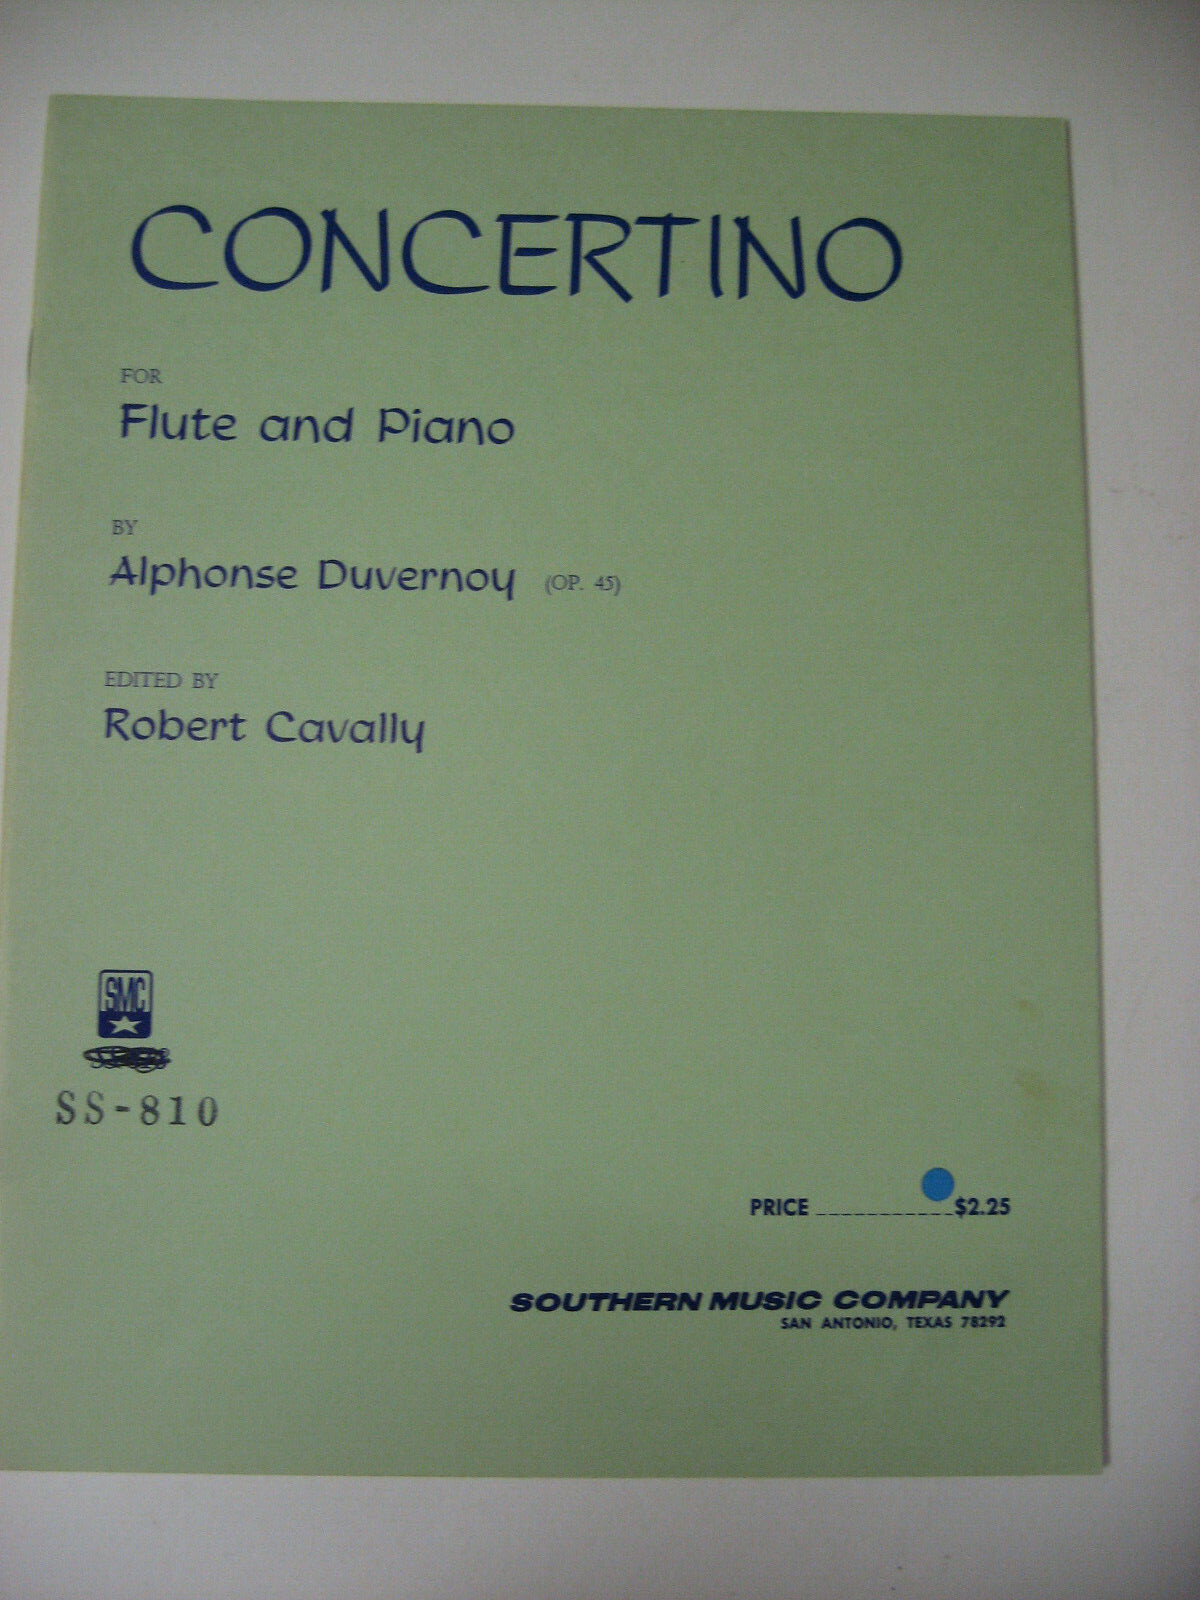 CONCERTINO
FOR
Flute and Piano
BY
Alphonse Duvernoy (OP. 45)
EDITED BY
Robert Cavally
SMC
SS-810
PRICE ___________$2.25
SOUTHERN MUSIC COMPANY
SAN ANTONIO, TEXAS 78292